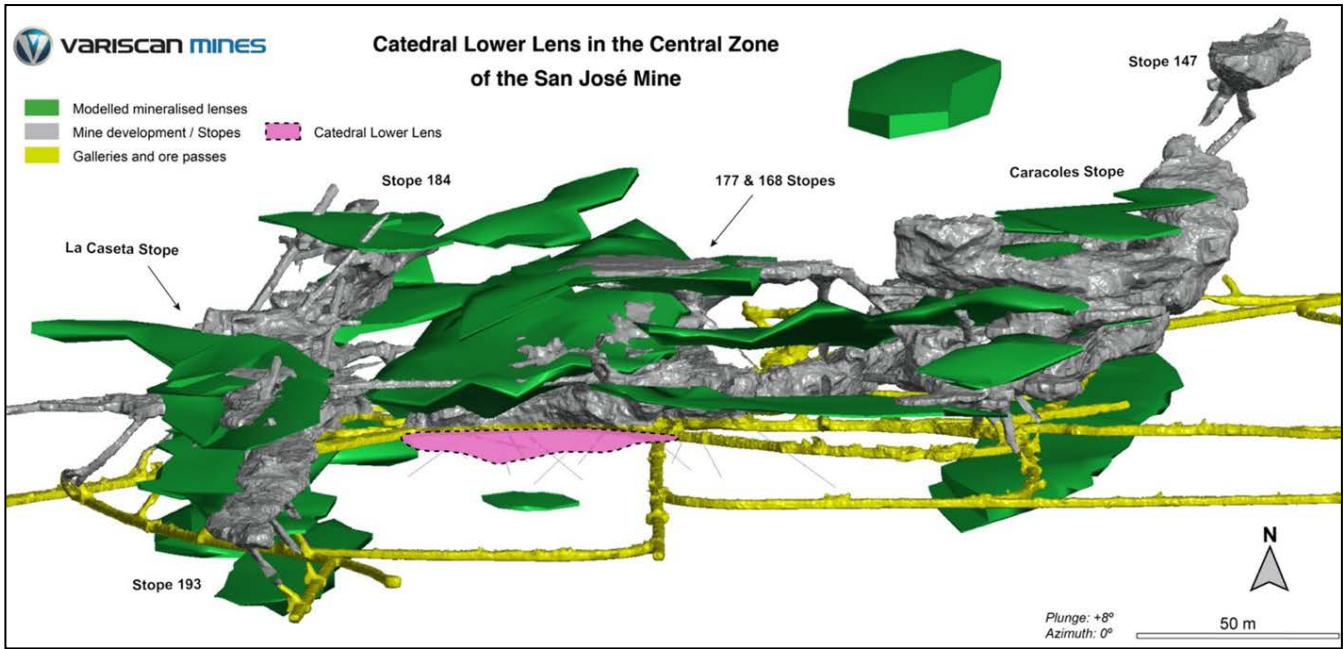 VARISCAN MINES
Catedral Lower Lens in the Central Zone
of the San José Mine
Modelled mineralised lenses
Mine development / Stopes
Catedral Lower Lens
Galleries and ore passes
Stope 147
Stope 184
177 & 168 Stopes
Caracoles Stope
La Caseta Stope
Stope 193
N
Plunge: +8º
Azimuth: 0º
50 m